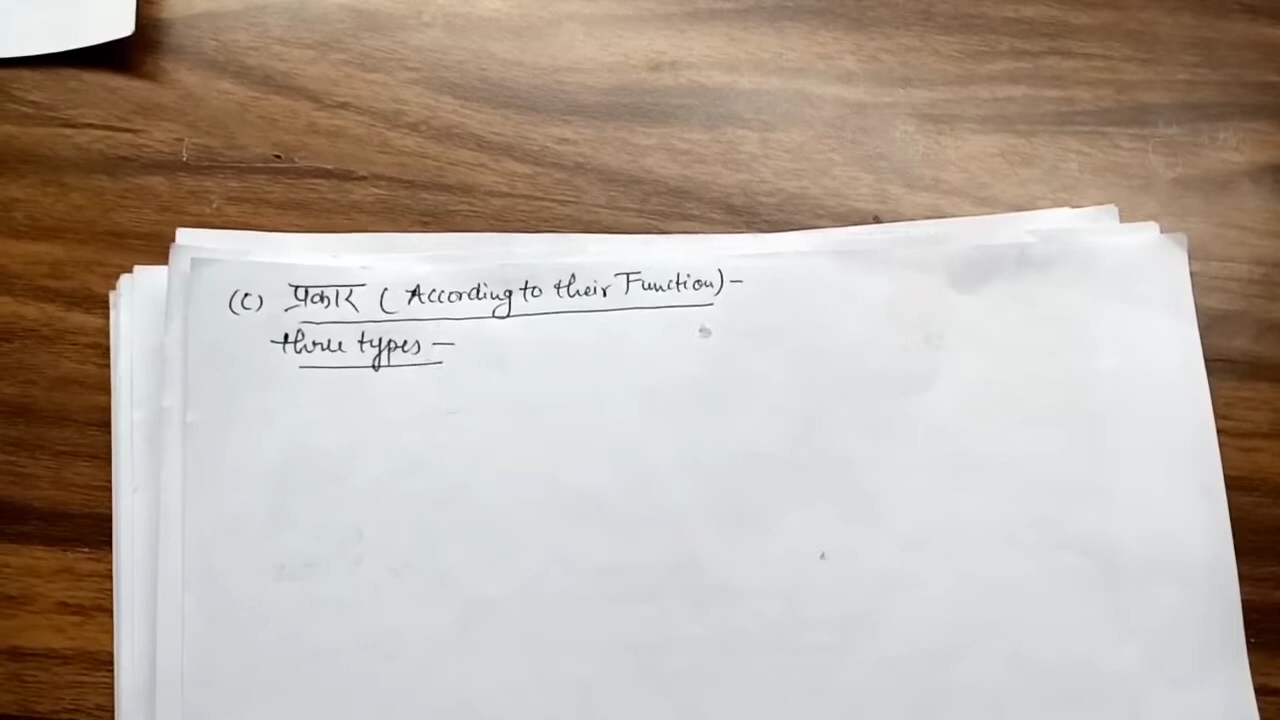 (C) प्रकार ( According to their Function) -
three types -